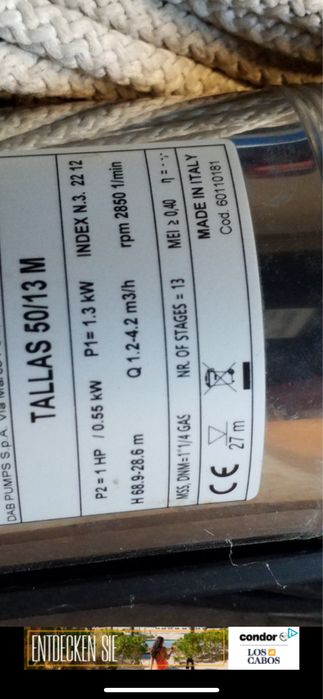 DAB PUMPS S.p.A. Via Marco
TALLAS 50/13 M
P2 = 1 HP / 0.55 kW P1= 1.3 kW INDEX N.3. 22 12
H 68.9-28.6 m Q 1.2-4.2 m3/h rpm 2850 1/min
MSS, DNM=1"1/4 GAS NR. OF STAGES = 13 MEI ≥ 0,40 η = --,-
CE 27 m MADE IN ITALY
Cod. 60110181
ENTDECKEN SIE
condor
LOS CABOS